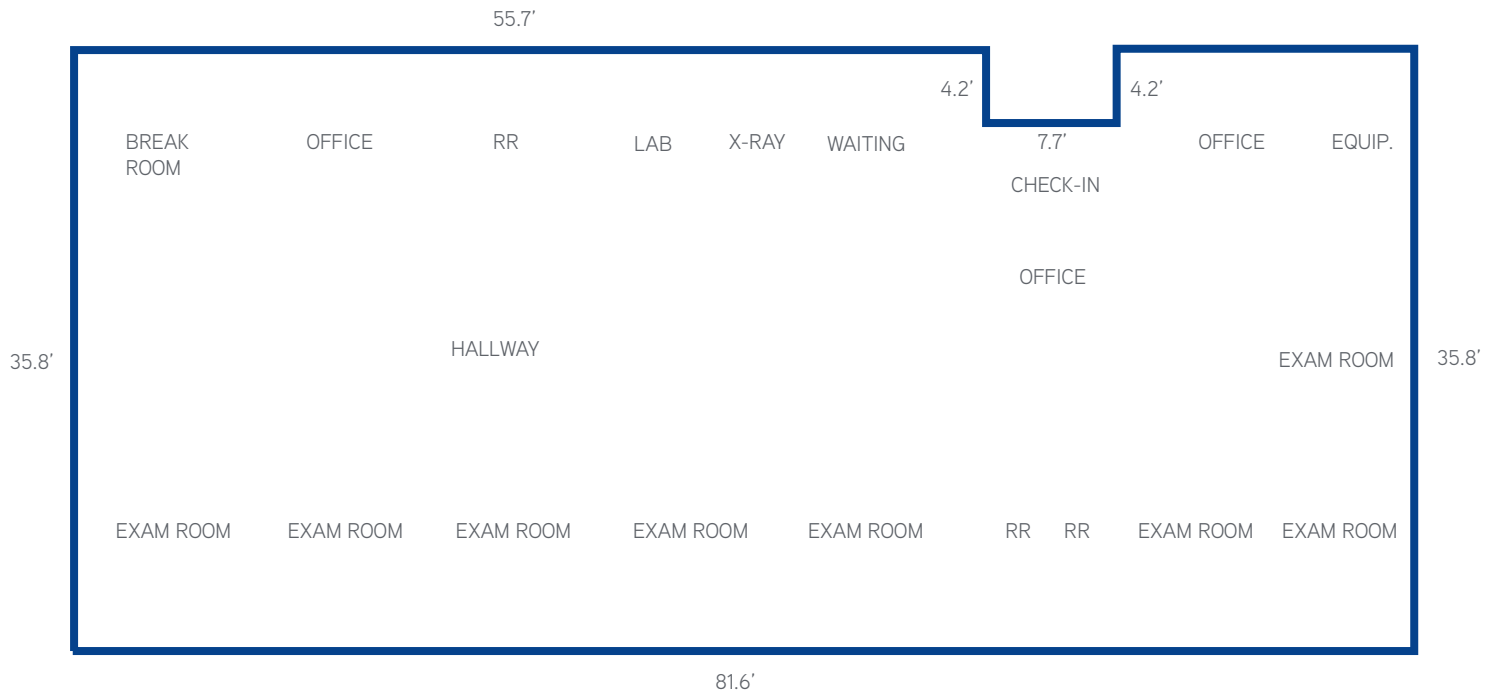 55.7’
4.2’
4.2’
BREAK
ROOM
OFFICE
RR
LAB
X-RAY
WAITING
7.7’
OFFICE
EQUIP.
CHECK-IN
OFFICE
HALLWAY
35.8’
EXAM ROOM
35.8’
EXAM ROOM
EXAM ROOM
EXAM ROOM
EXAM ROOM
EXAM ROOM
RR
RR
EXAM ROOM
EXAM ROOM
81.6’